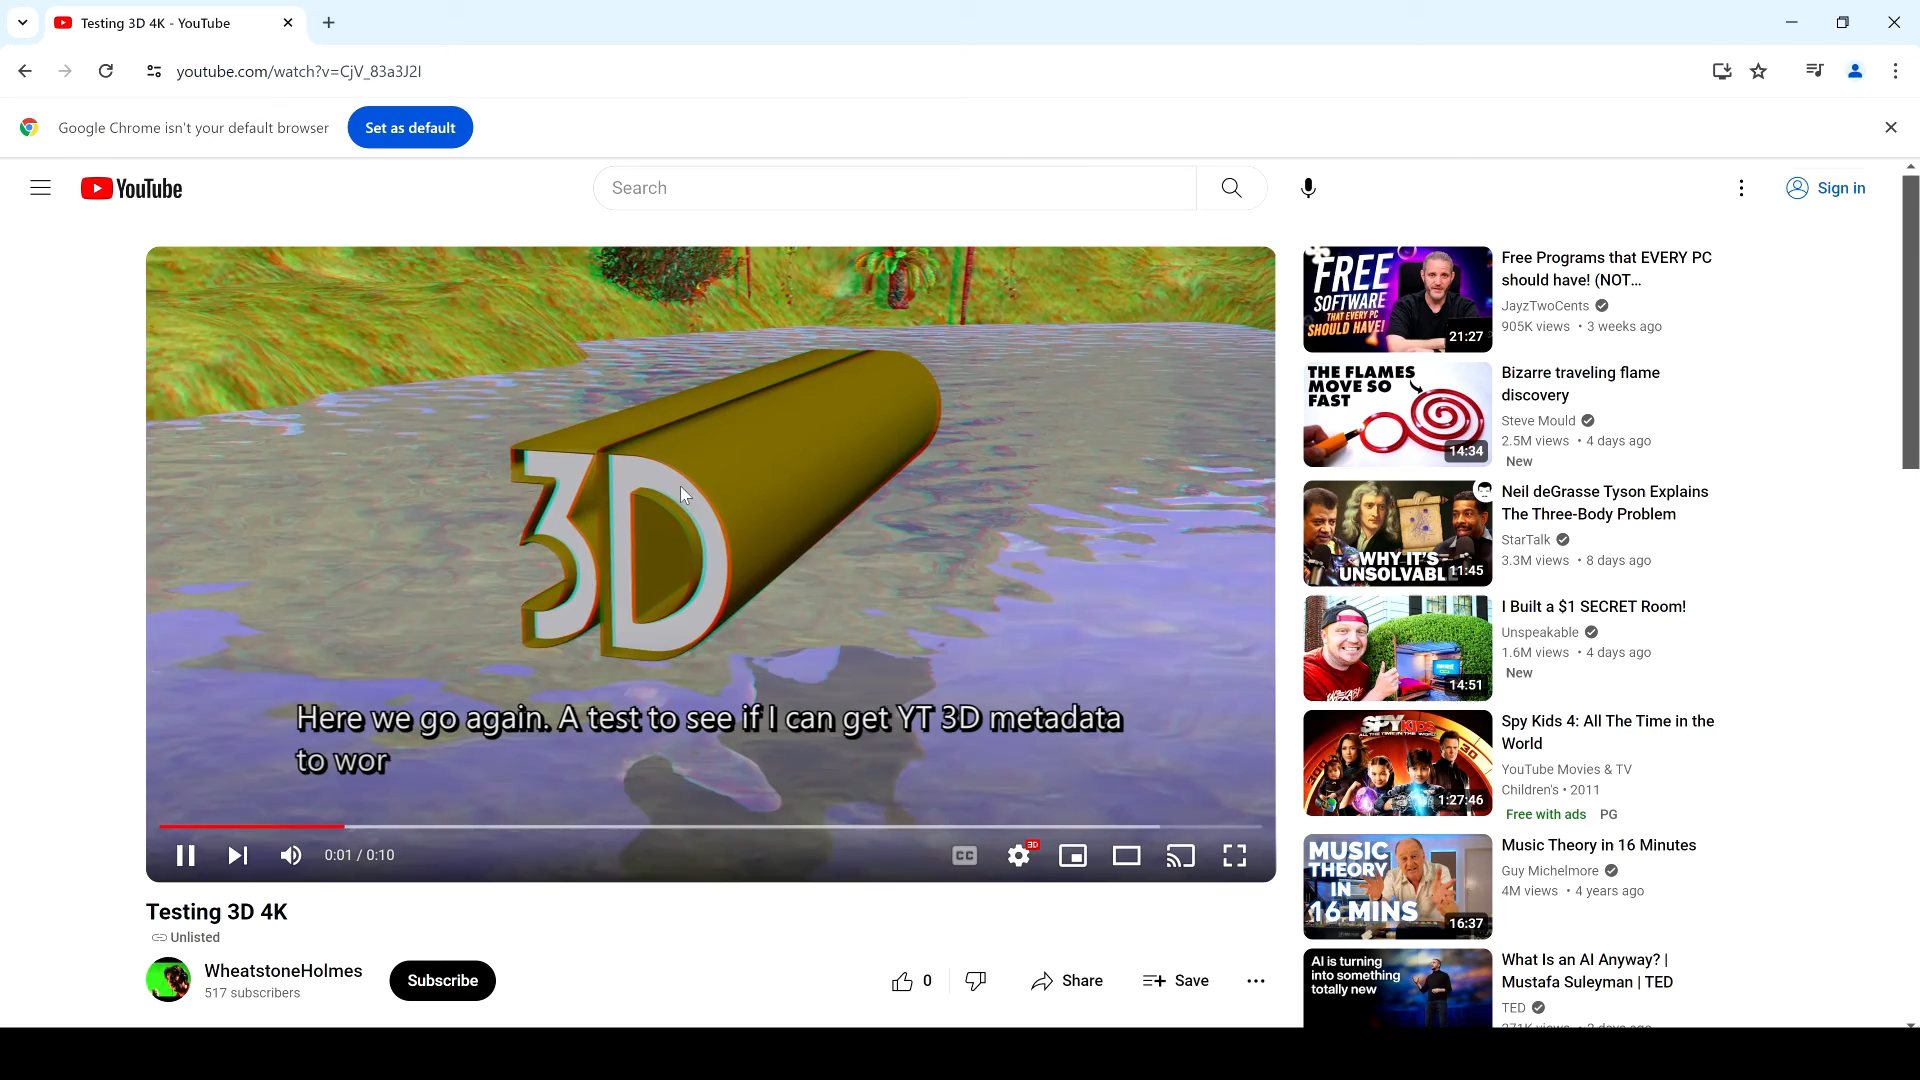 Testing 3D 4K - YouTube
youtube.com/watch?v=CjV_83a3J2I
Google Chrome isn't your default browser
Set as default
YouTube
Search
Sign in
3D
Here we go again. A test to see if I can get YT 3D metadata
to wor
0:01 / 0:10
CC
3D
Testing 3D 4K
Unlisted
WheatstoneHolmes
517 subscribers
Subscribe
0
Share
Save
FREE
SOFTWARE
THAT EVERY PC
SHOULD HAVE!
21:27
Free Programs that EVERY PC
should have! (NOT...
JayzTwoCents
905K views • 3 weeks ago
THE FLAMES
MOVE SO
FAST
14:34
Bizarre traveling flame
discovery
Steve Mould
2.5M views • 4 days ago
New
WHY IT'S
UNSOLVABL
11:45
Neil deGrasse Tyson Explains
The Three-Body Problem
StarTalk
3.3M views • 8 days ago
14:51
I Built a $1 SECRET Room!
Unspeakable
1.6M views • 4 days ago
New
SPY KIDS
ALL THE TIME IN THE WORLD
1:27:46
Spy Kids 4: All The Time in the
World
YouTube Movies & TV
Children's • 2011
Free with ads PG
MUSIC
THEORY
IN
16 MINS
16:37
Music Theory in 16 Minutes
Guy Michelmore
4M views • 4 years ago
AI is turning
into something
totally new
What Is an AI Anyway? |
Mustafa Suleyman | TED
TED